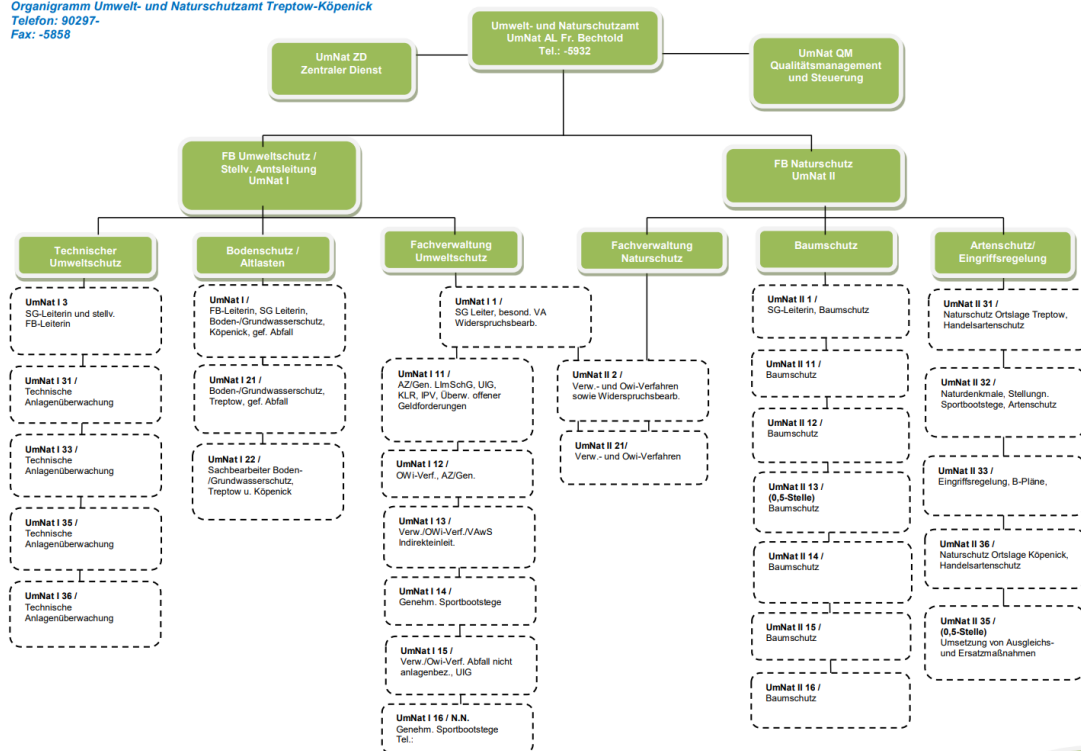 Organigramm Umwelt- und Naturschutzamt Treptow-Köpenick
Telefon: 90297-
Fax: -5858
Umwelt- und Naturschutzamt
UmNat AL Fr. Bechtold
Tel.: -5932
UmNat ZD
Zentraler Dienst
UmNat QM
Qualitätsmanagement
und Steuerung
FB Umweltschutz /
Stellv. Amtsleitung
UmNat I
FB Naturschutz
UmNat II
Technischer
Umweltschutz
Bodenschutz /
Altlasten
Fachverwaltung
Umweltschutz
Fachverwaltung
Naturschutz
Baumschutz
Artenschutz/
Eingriffsregelung
UmNat I 3
SG-Leiterin und stellv.
FB-Leiterin
UmNat I 31 /
Technische
Anlagenüberwachung
UmNat I 33 /
Technische
Anlagenüberwachung
UmNat I 35 /
Technische
Anlagenüberwachung
UmNat I 36 /
Technische
Anlagenüberwachung
UmNat I /
FB-Leiterin, SG Leiterin,
Boden-/Grundwasserschutz,
Köpenick, gef. Abfall
UmNat I 21 /
Boden-/Grundwasserschutz,
Treptow, gef. Abfall
UmNat I 22 /
Sachbearbeiter Boden-
/Grundwasserschutz,
Treptow u. Köpenick
UmNat I 1 /
SG Leiter, besond. VA
Widerspruchsbearb.
UmNat I 11 /
AZ/Gen. LImSchG, UIG,
KLR, IPV, Überw. offener
Geldforderungen
UmNat I 12 /
OWi-Verf., AZ/Gen.
UmNat I 13 /
Verw./OWi-Verf./VAwS
Indirekteinleit.
UmNat I 14 /
Genehm. Sportbootstege
UmNat I 15 /
Verw./Owi-Verf. Abfall nicht
anlagenbez., UIG
UmNat I 16 / N.N.
Genehm. Sportbootstege
Tel.:
UmNat II 2 /
Verw.- und Owi-Verfahren
sowie Widerspruchsbearb.
UmNat II 21/
Verw.- und Owi-Verfahren
UmNat II 1 /
SG-Leiterin, Baumschutz
UmNat II 11 /
Baumschutz
UmNat II 12 /
Baumschutz
UmNat II 13 /
(0,5-Stelle)
Baumschutz
UmNat II 14 /
Baumschutz
UmNat II 15 /
Baumschutz
UmNat II 16 /
Baumschutz
UmNat II 31 /
Naturschutz Ortslage Treptow,
Handelsartenschutz
UmNat II 32 /
Naturdenkmale, Stellungn.
Sportbootstege, Artenschutz
UmNat II 33 /
Eingriffsregelung, B-Pläne,
UmNat II 36 /
Naturschutz Ortslage Köpenick,
Handelsartenschutz
UmNat II 35 /
(0,5-Stelle)
Umsetzung von Ausgleichs-
und Ersatzmaßnahmen